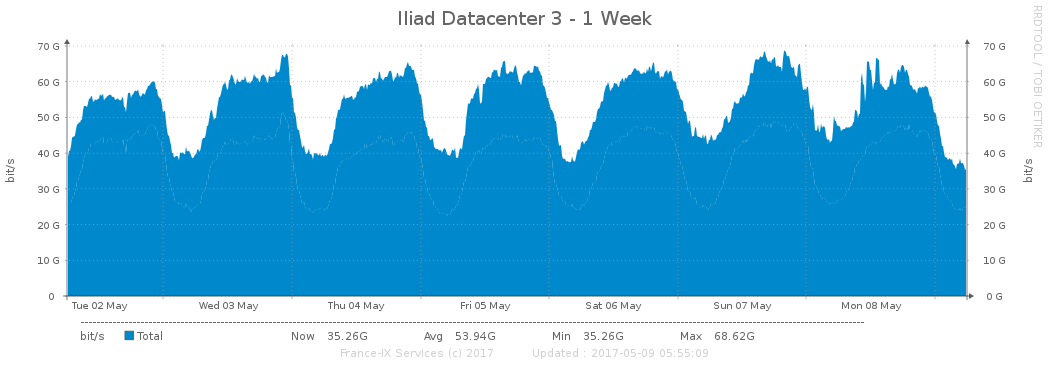 Iliad Datacenter 3 - 1 Week
RRDTOOL / TOBI OETIKER
70 G 70 G
60 G 60 G
50 G 50 G
40 G 40 G
30 G 30 G
20 G 20 G
10 G 10 G
0 0 G
bit/s
bit/s
Tue 02 May Wed 03 May Thu 04 May Fri 05 May Sat 06 May Sun 07 May Mon 08 May
bit/s Total Now 35.26G Avg 53.94G Min 35.26G Max 68.62G
France-IX Services (c) 2017 Updated : 2017-05-09 05:55:09